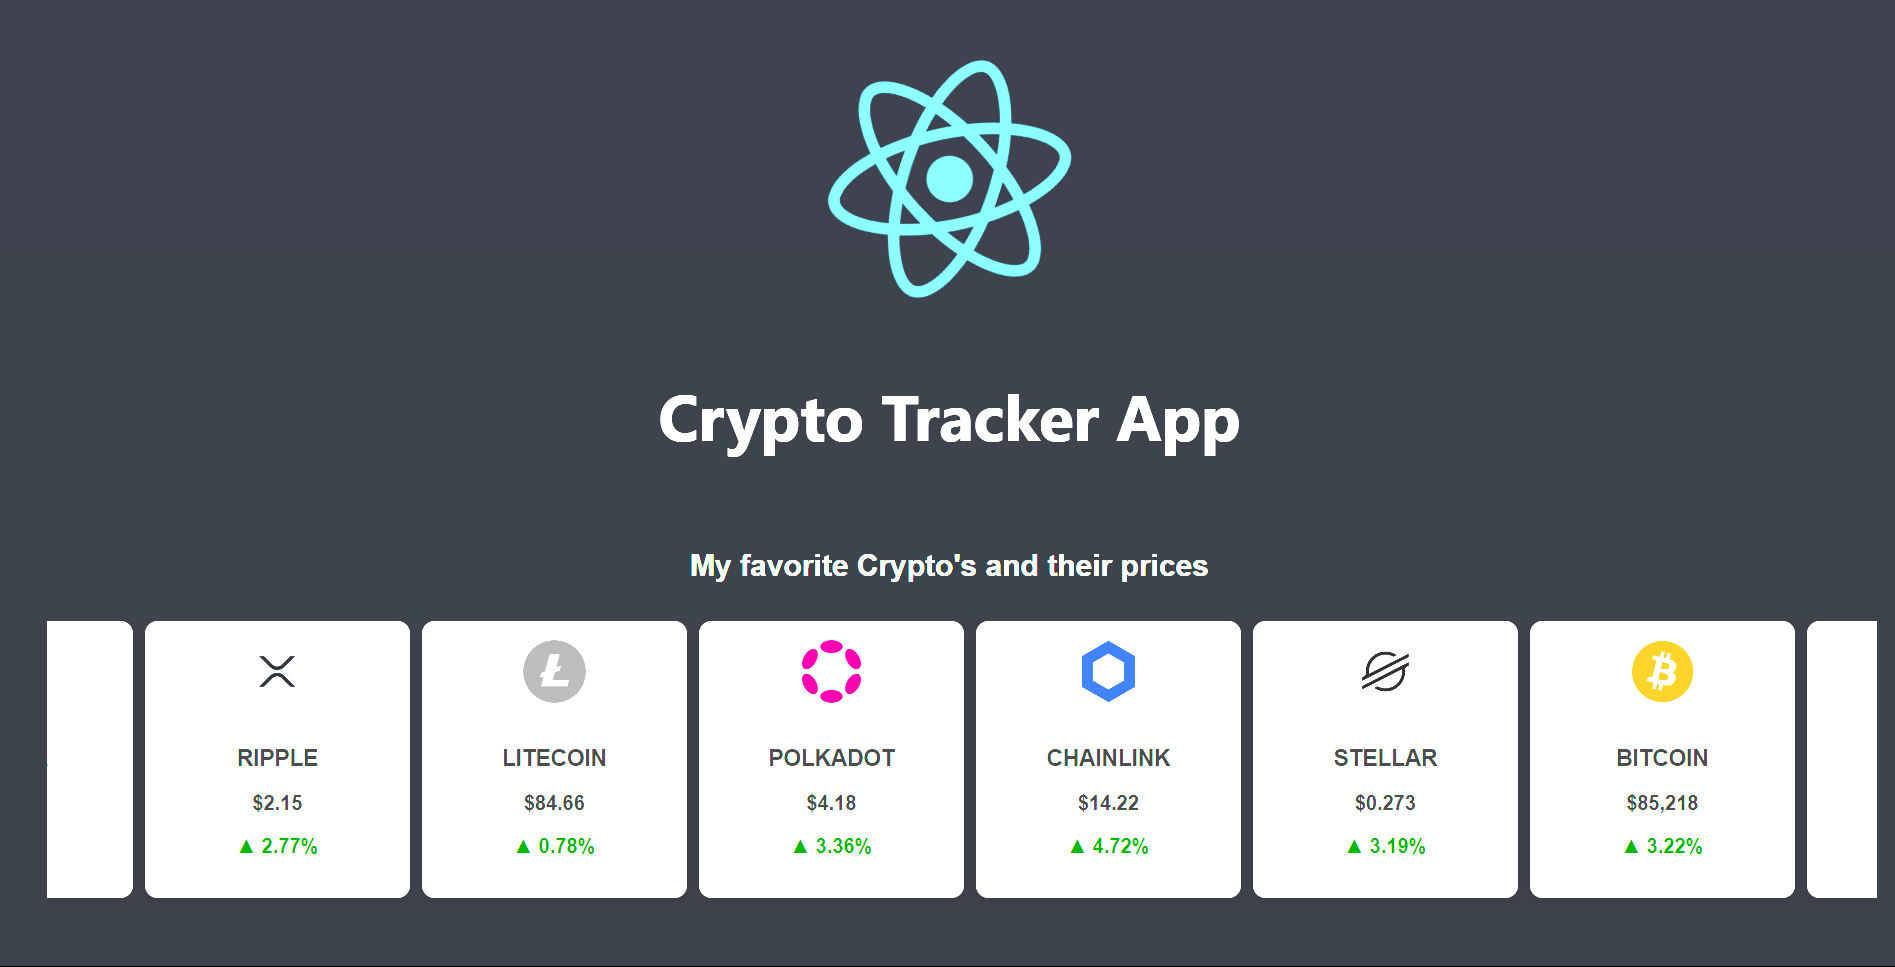 Crypto Tracker App
My favorite Crypto's and their prices
RIPPLE
$2.15
▲ 2.77%
LITECOIN
$84.66
▲ 0.78%
POLKADOT
$4.18
▲ 3.36%
CHAINLINK
$14.22
▲ 4.72%
STELLAR
$0.273
▲ 3.19%
BITCOIN
$85,218
▲ 3.22%